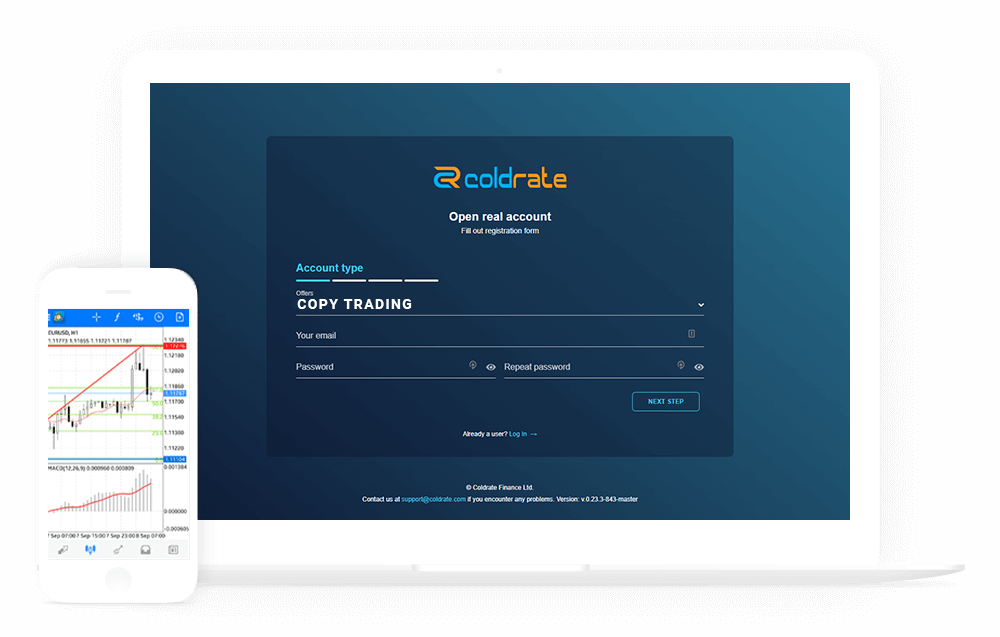 coldrate
Open real account
Fill out registration form
Account type
Offers
COPY TRADING
Your email
Password
Repeat password
NEXT STEP
Already a user? Log in →
© Coldrate Finance Ltd.
Contact us at support@coldrate.com if you encounter any problems. Version: v.0.23.3-843-master
EURUSD, H1
1.11773 1.11855 1.11721 1.11787
1.12340
1.12180
1.12020
1.11860
1.11787
1.11700
1.11540
1.11380
1.11220
1.11104
MACD(12,26,9) 0.000960 0.000809
0.001384
0.000000
-0.000605
7 Sep 07:00 7 Sep 15:00 7 Sep 23:00 8 Sep 07:00